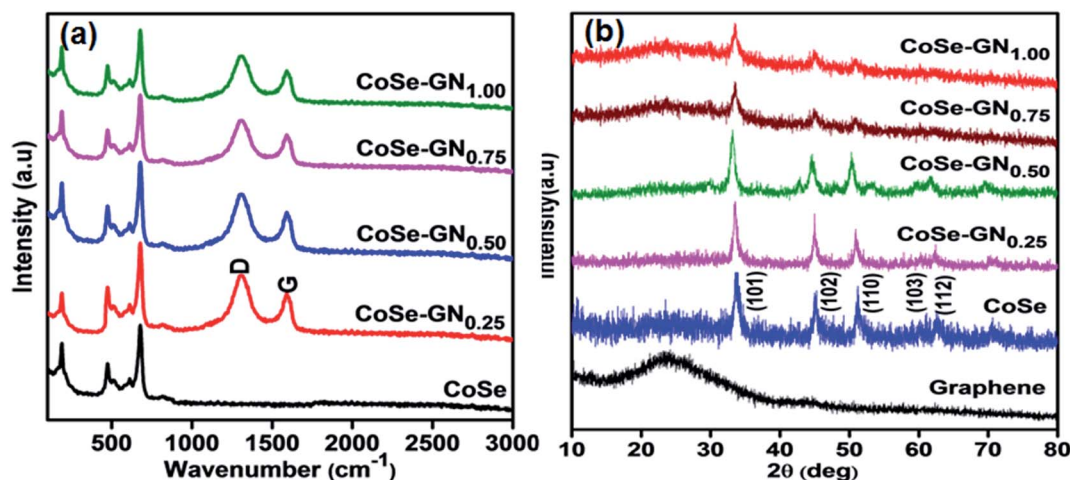 (a)
CoSe-GN1.00
CoSe-GN0.75
CoSe-GN0.50
D
G
CoSe-GN0.25
CoSe
Intensity (a.u)
500 1000 1500 2000 2500 3000
Wavenumber (cm-1)
(b)
CoSe-GN1.00
CoSe-GN0.75
CoSe-GN0.50
CoSe-GN0.25
(101)
(102)
(110)
(103)
(112)
CoSe
Graphene
Intensity(a.u)
10 20 30 40 50 60 70 80
2θ (deg)